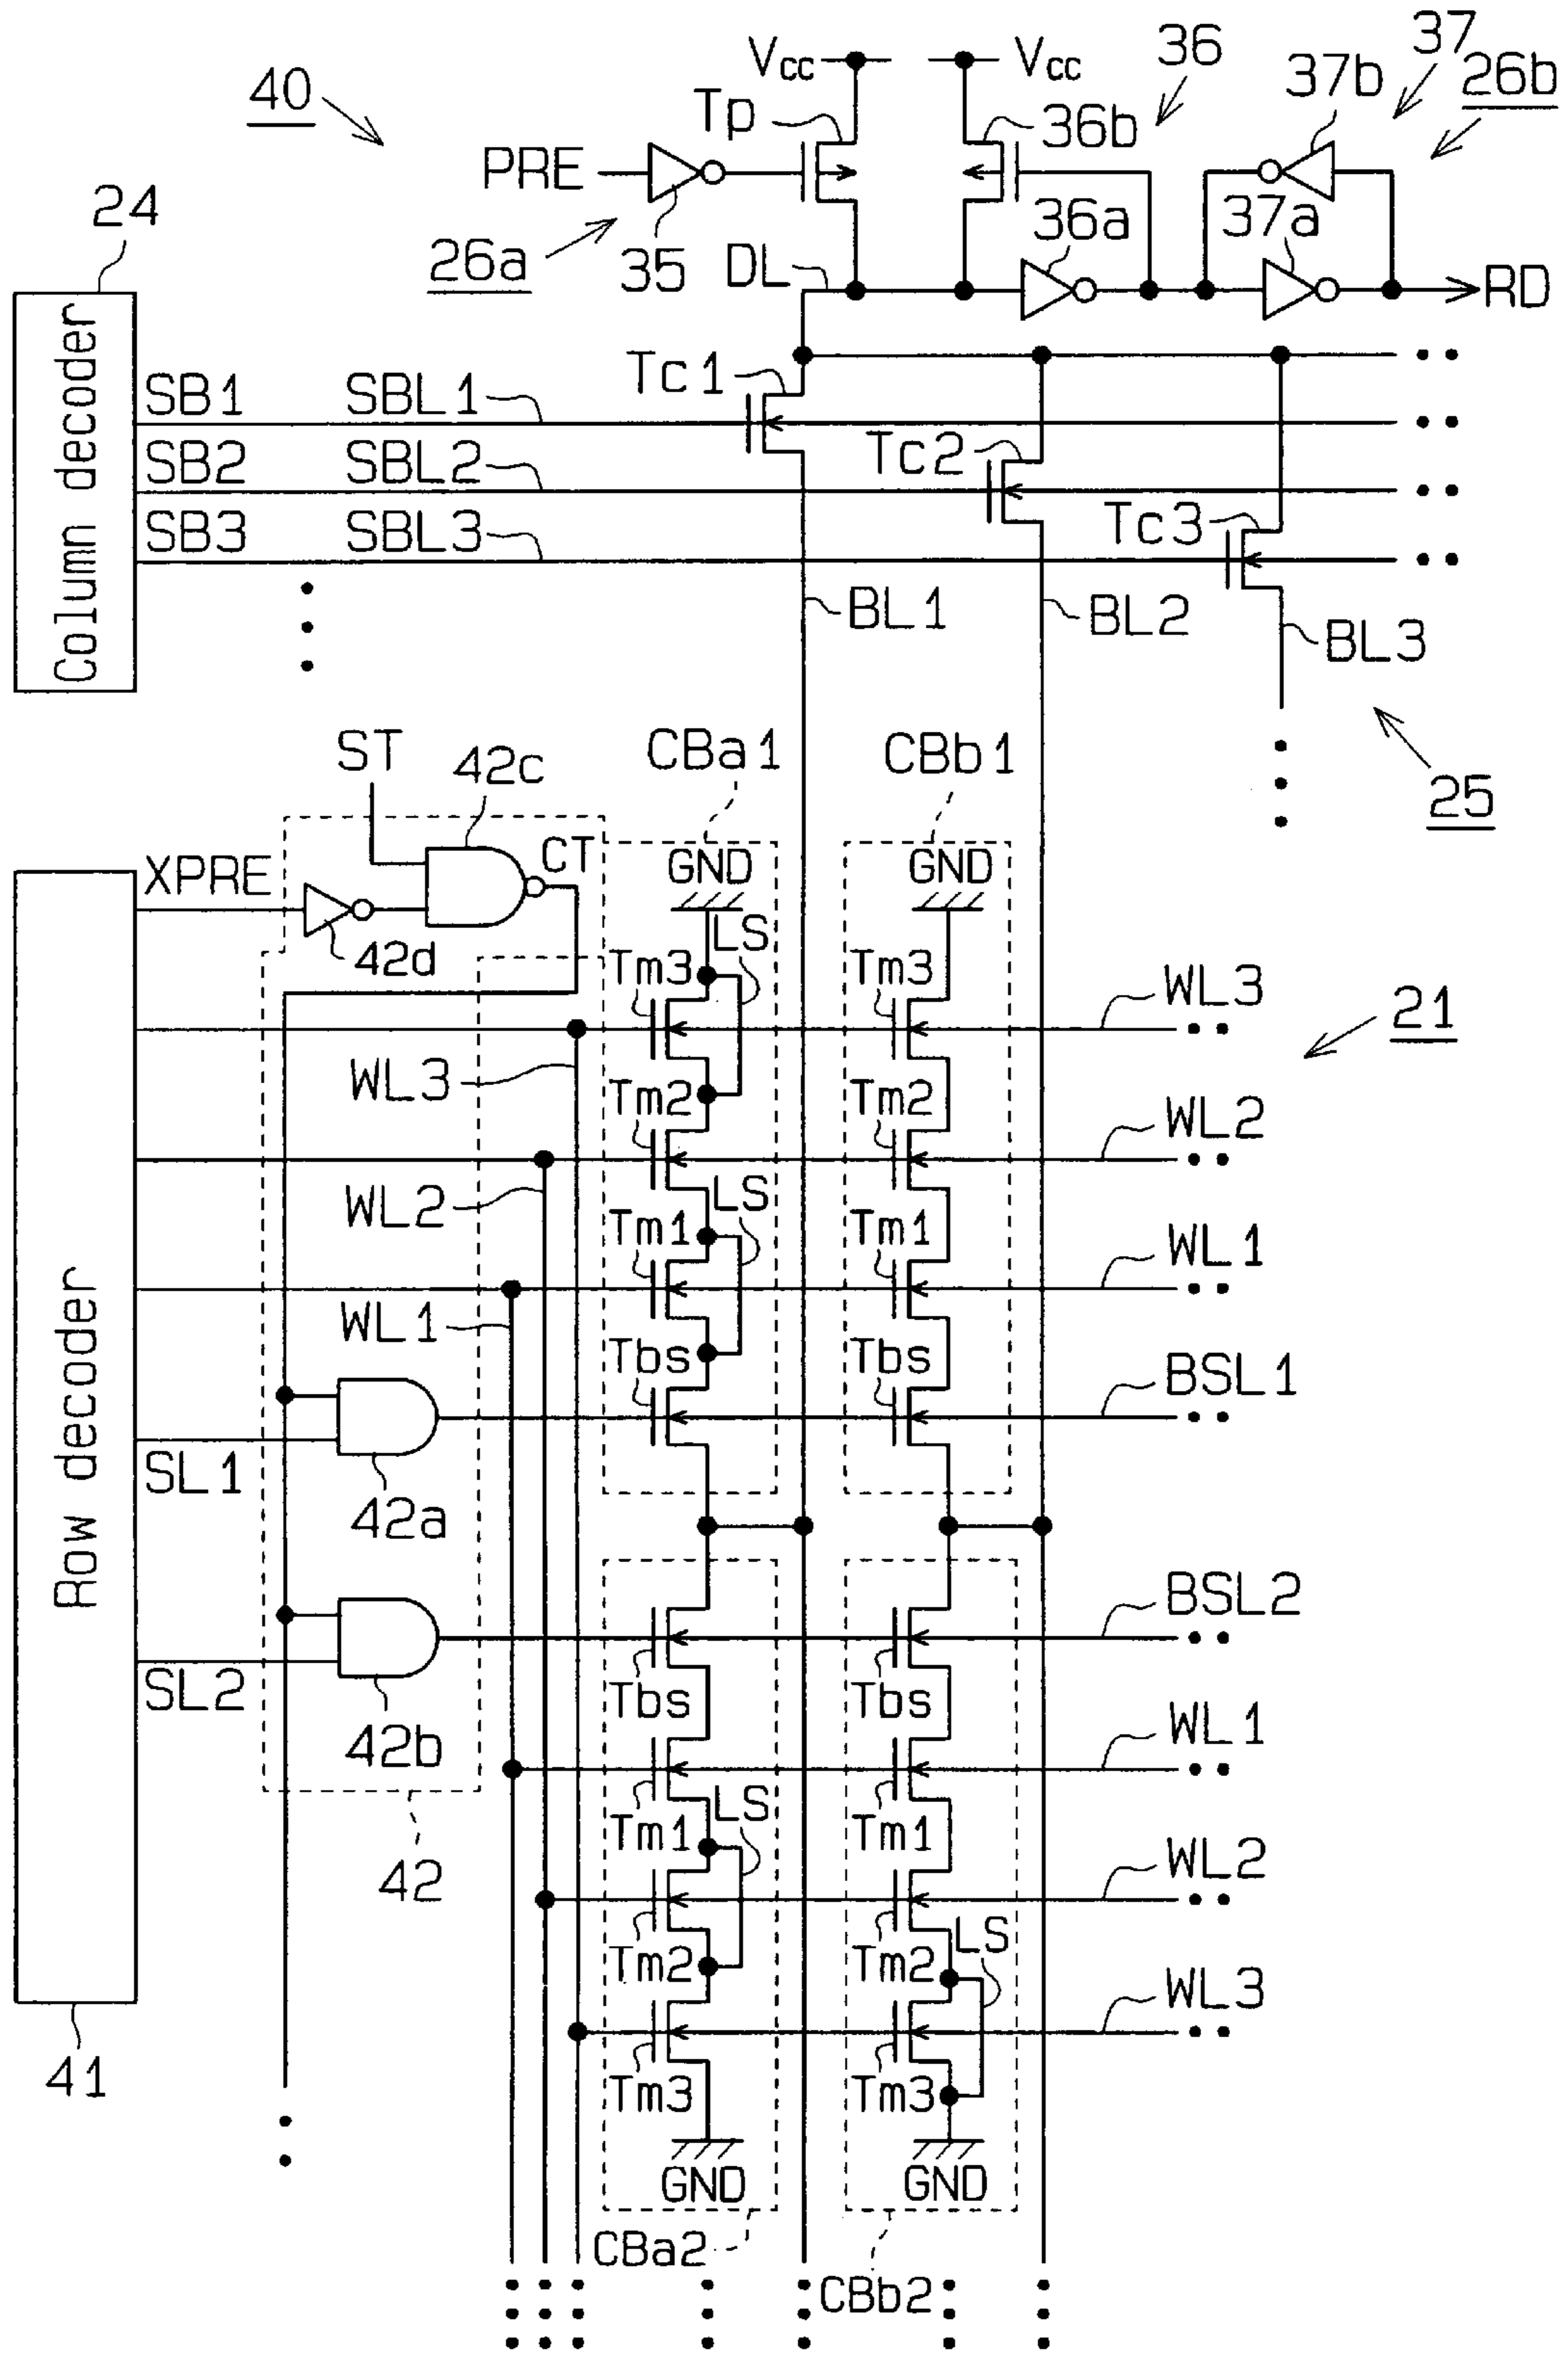 40
Vcc
Vcc
36
37
26b
37b
Tp
36b
PRE
24
26a
35
DL
36a
37a
RD
Column decoder
Tc1
SB1
SBL1
Tc2
SB2
SBL2
Tc3
SB3
SBL3
BL1
BL2
BL3
ST
42c
CBa1
CBb1
25
XPRE
CT
GND
GND
42d
LS
Tm3
Tm3
WL3
21
WL3
Tm2
Tm2
WL2
WL2
LS
Tm1
Tm1
WL1
WL1
Tbs
Tbs
BSL1
Row decoder
SL1
42a
BSL2
SL2
Tbs
Tbs
42b
WL1
LS
Tm1
Tm1
42
WL2
LS
Tm2
Tm2
WL3
41
Tm3
Tm3
GND
GND
CBa2
CBb2